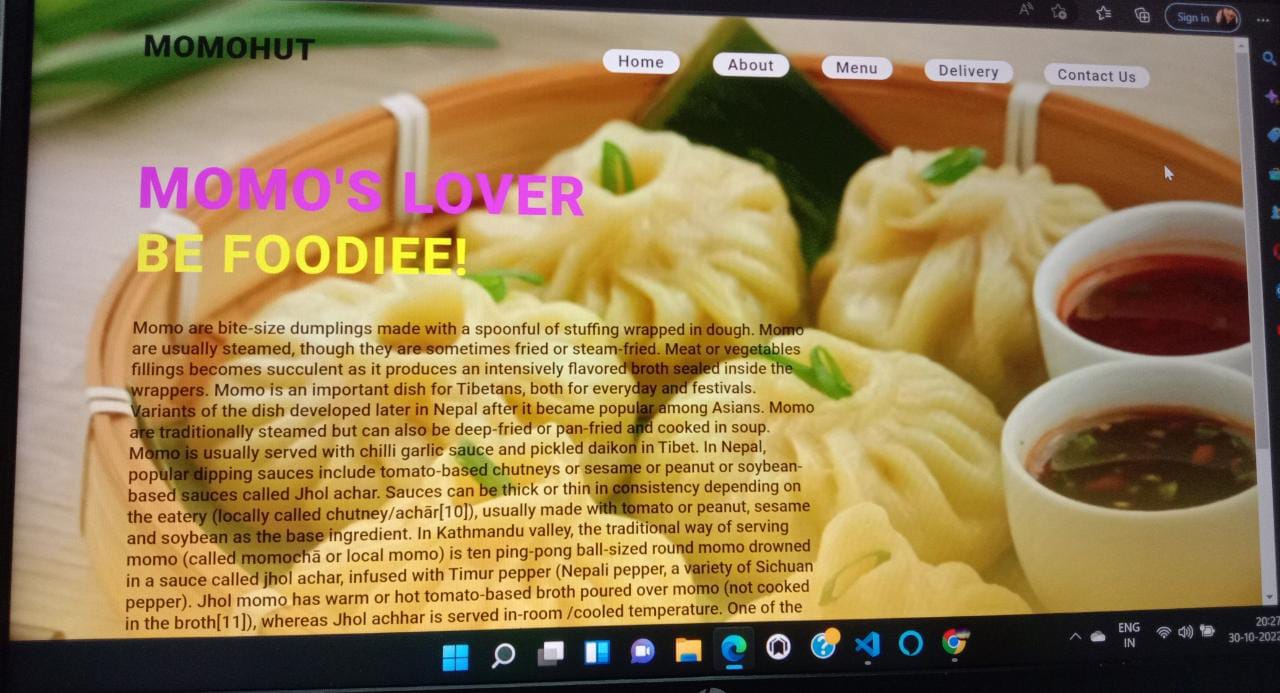 Sign in
MOMOHUT
Home
About
Menu
Delivery
Contact Us
MOMO'S LOVER
BE FOODIEE!
Momo are bite-size dumplings made with a spoonful of stuffing wrapped in dough. Momo
are usually steamed, though they are sometimes fried or steam-fried. Meat or vegetables
fillings becomes succulent as it produces an intensively flavored broth sealed inside the
wrappers. Momo is an important dish for Tibetans, both for everyday and festivals.
Variants of the dish developed later in Nepal after it became popular among Asians. Momo
are traditionally steamed but can also be deep-fried or pan-fried and cooked in soup.
Momo is usually served with chilli garlic sauce and pickled daikon in Tibet. In Nepal,
popular dipping sauces include tomato-based chutneys or sesame or peanut or soybean-
based sauces called Jhol achar. Sauces can be thick or thin in consistency depending on
the eatery (locally called chutney/achār[10]), usually made with tomato or peanut, sesame
and soybean as the base ingredient. In Kathmandu valley, the traditional way of serving
momo (called momochā or local momo) is ten ping-pong ball-sized round momo drowned
in a sauce called jhol achar, infused with Timur pepper (Nepali pepper, a variety of Sichuan
pepper). Jhol momo has warm or hot tomato-based broth poured over momo (not cooked
in the broth[11]), whereas Jhol achhar is served in-room /cooled temperature. One of the
ENG
IN
20:27
30-10-2022